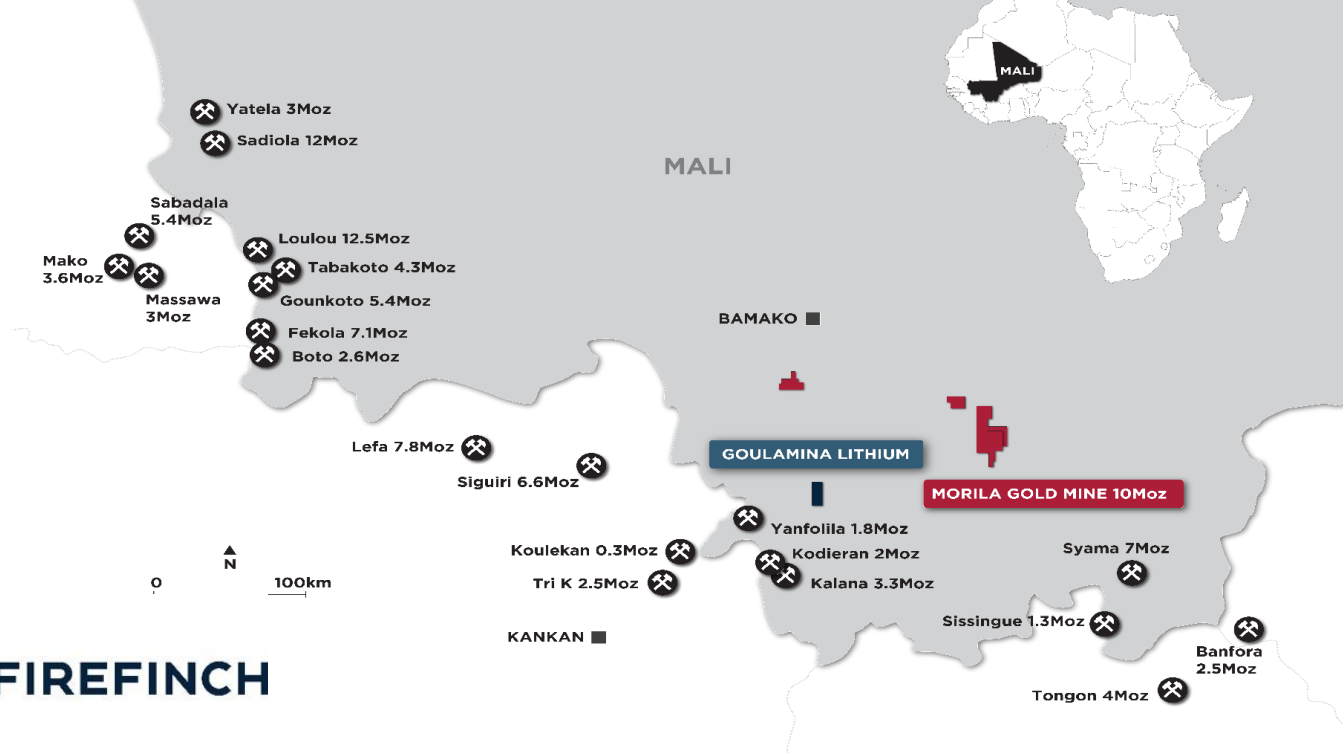 MALI
Yatela 3Moz
Sadiola 12Moz
MALI
Sabadala
5.4Moz
Loulou 12.5Moz
Mako
3.6Moz
Tabakoto 4.3Moz
Massawa
3Moz
Gounkoto 5.4Moz
BAMAKO
Fekola 7.1Moz
Boto 2.6Moz
Lefa 7.8Moz
GOULAMINA LITHIUM
Siguiri 6.6Moz
MORILA GOLD MINE 10Moz
Yanfolila 1.8Moz
Koulekan 0.3Moz
Kodieran 2Moz
Syama 7Moz
N
0 100km
Tri K 2.5Moz
Kalana 3.3Moz
Sissingue 1.3Moz
KANKAN
Banfora
2.5Moz
FIREFINCH
Tongon 4Moz